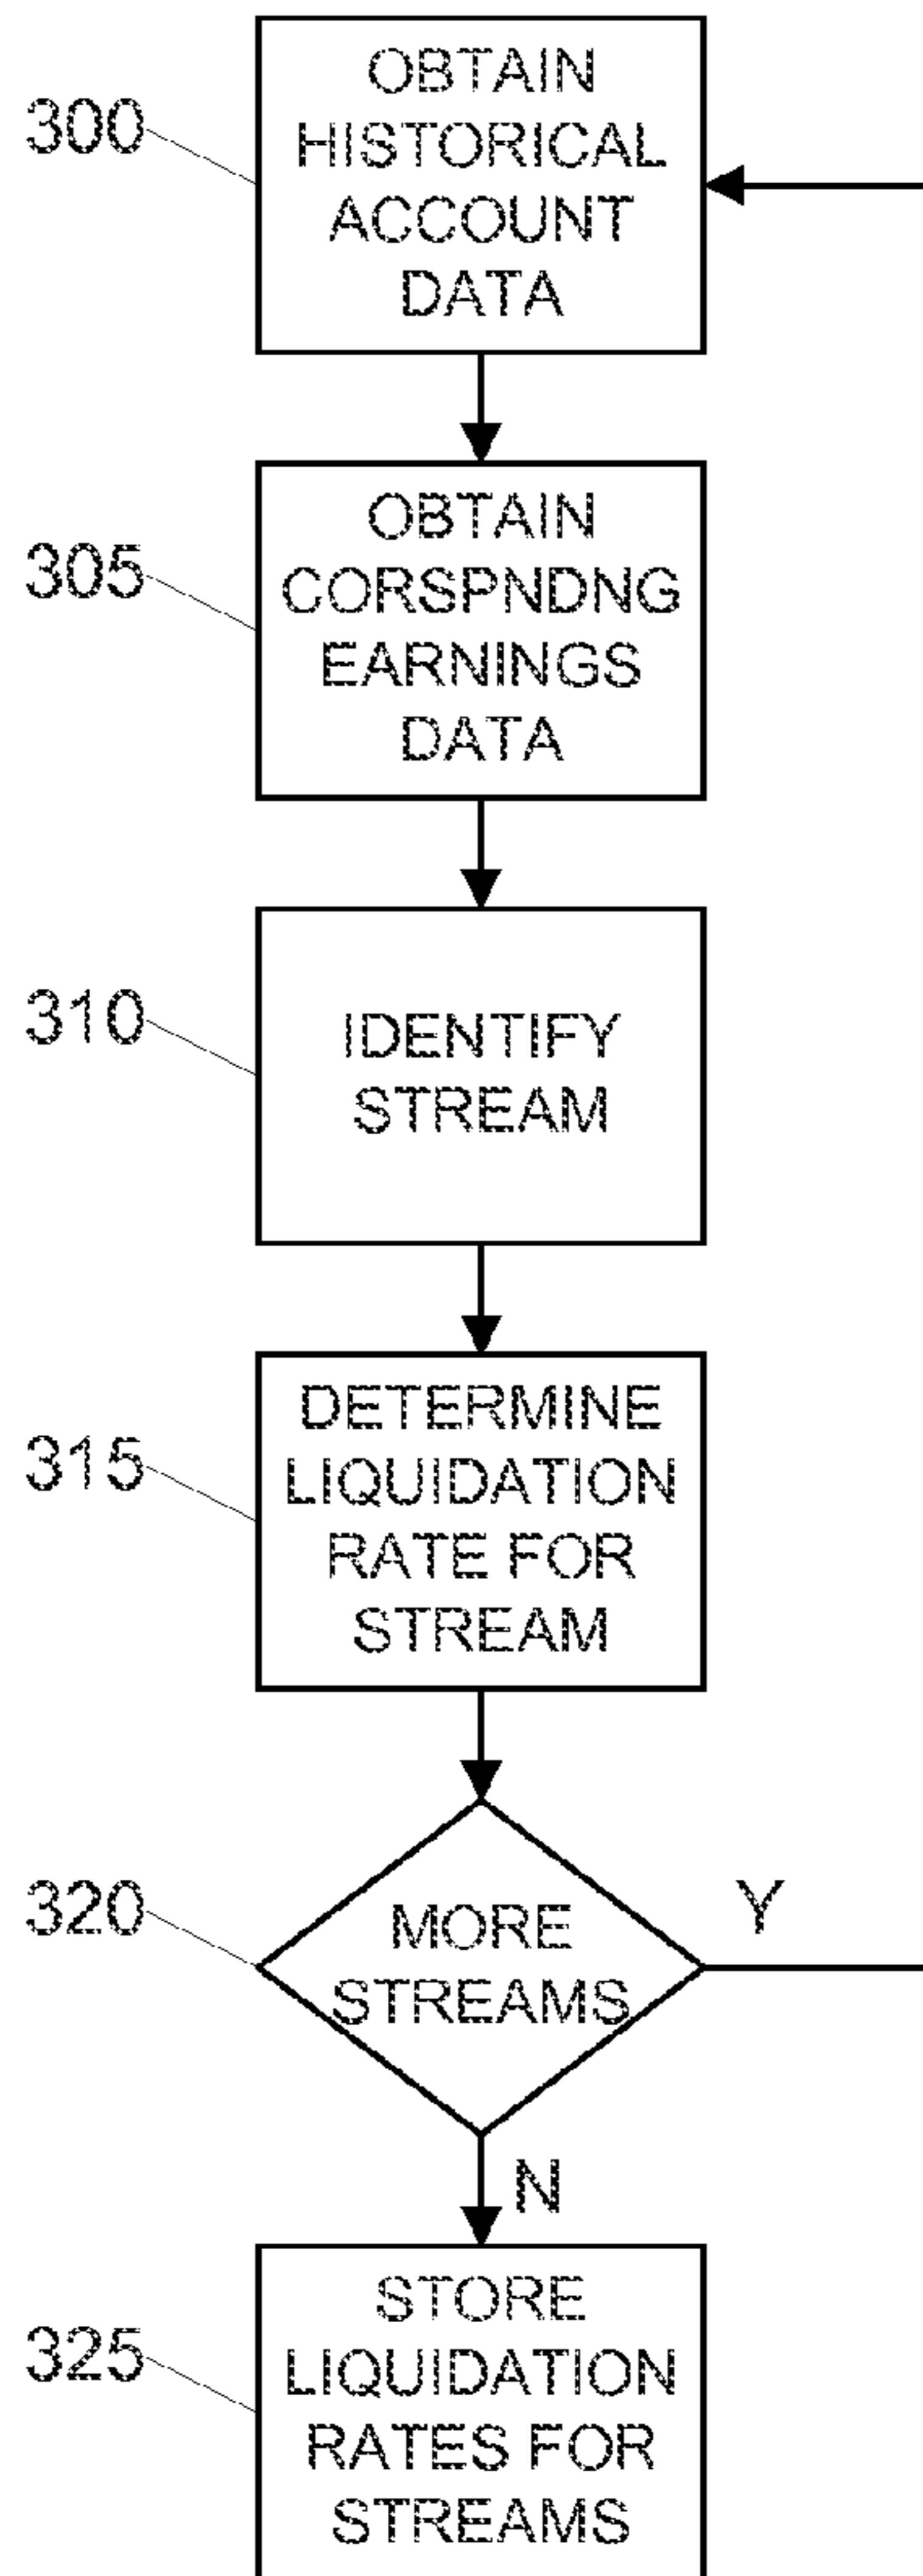 300
OBTAIN
HISTORICAL
ACCOUNT
DATA
305
OBTAIN
CORSPNDNG
EARNINGS
DATA
310
IDENTIFY
STREAM
315
DETERMINE
LIQUIDATION
RATE FOR
STREAM
320
MORE
STREAMS
Y
N
325
STORE
LIQUIDATION
RATES FOR
STREAMS